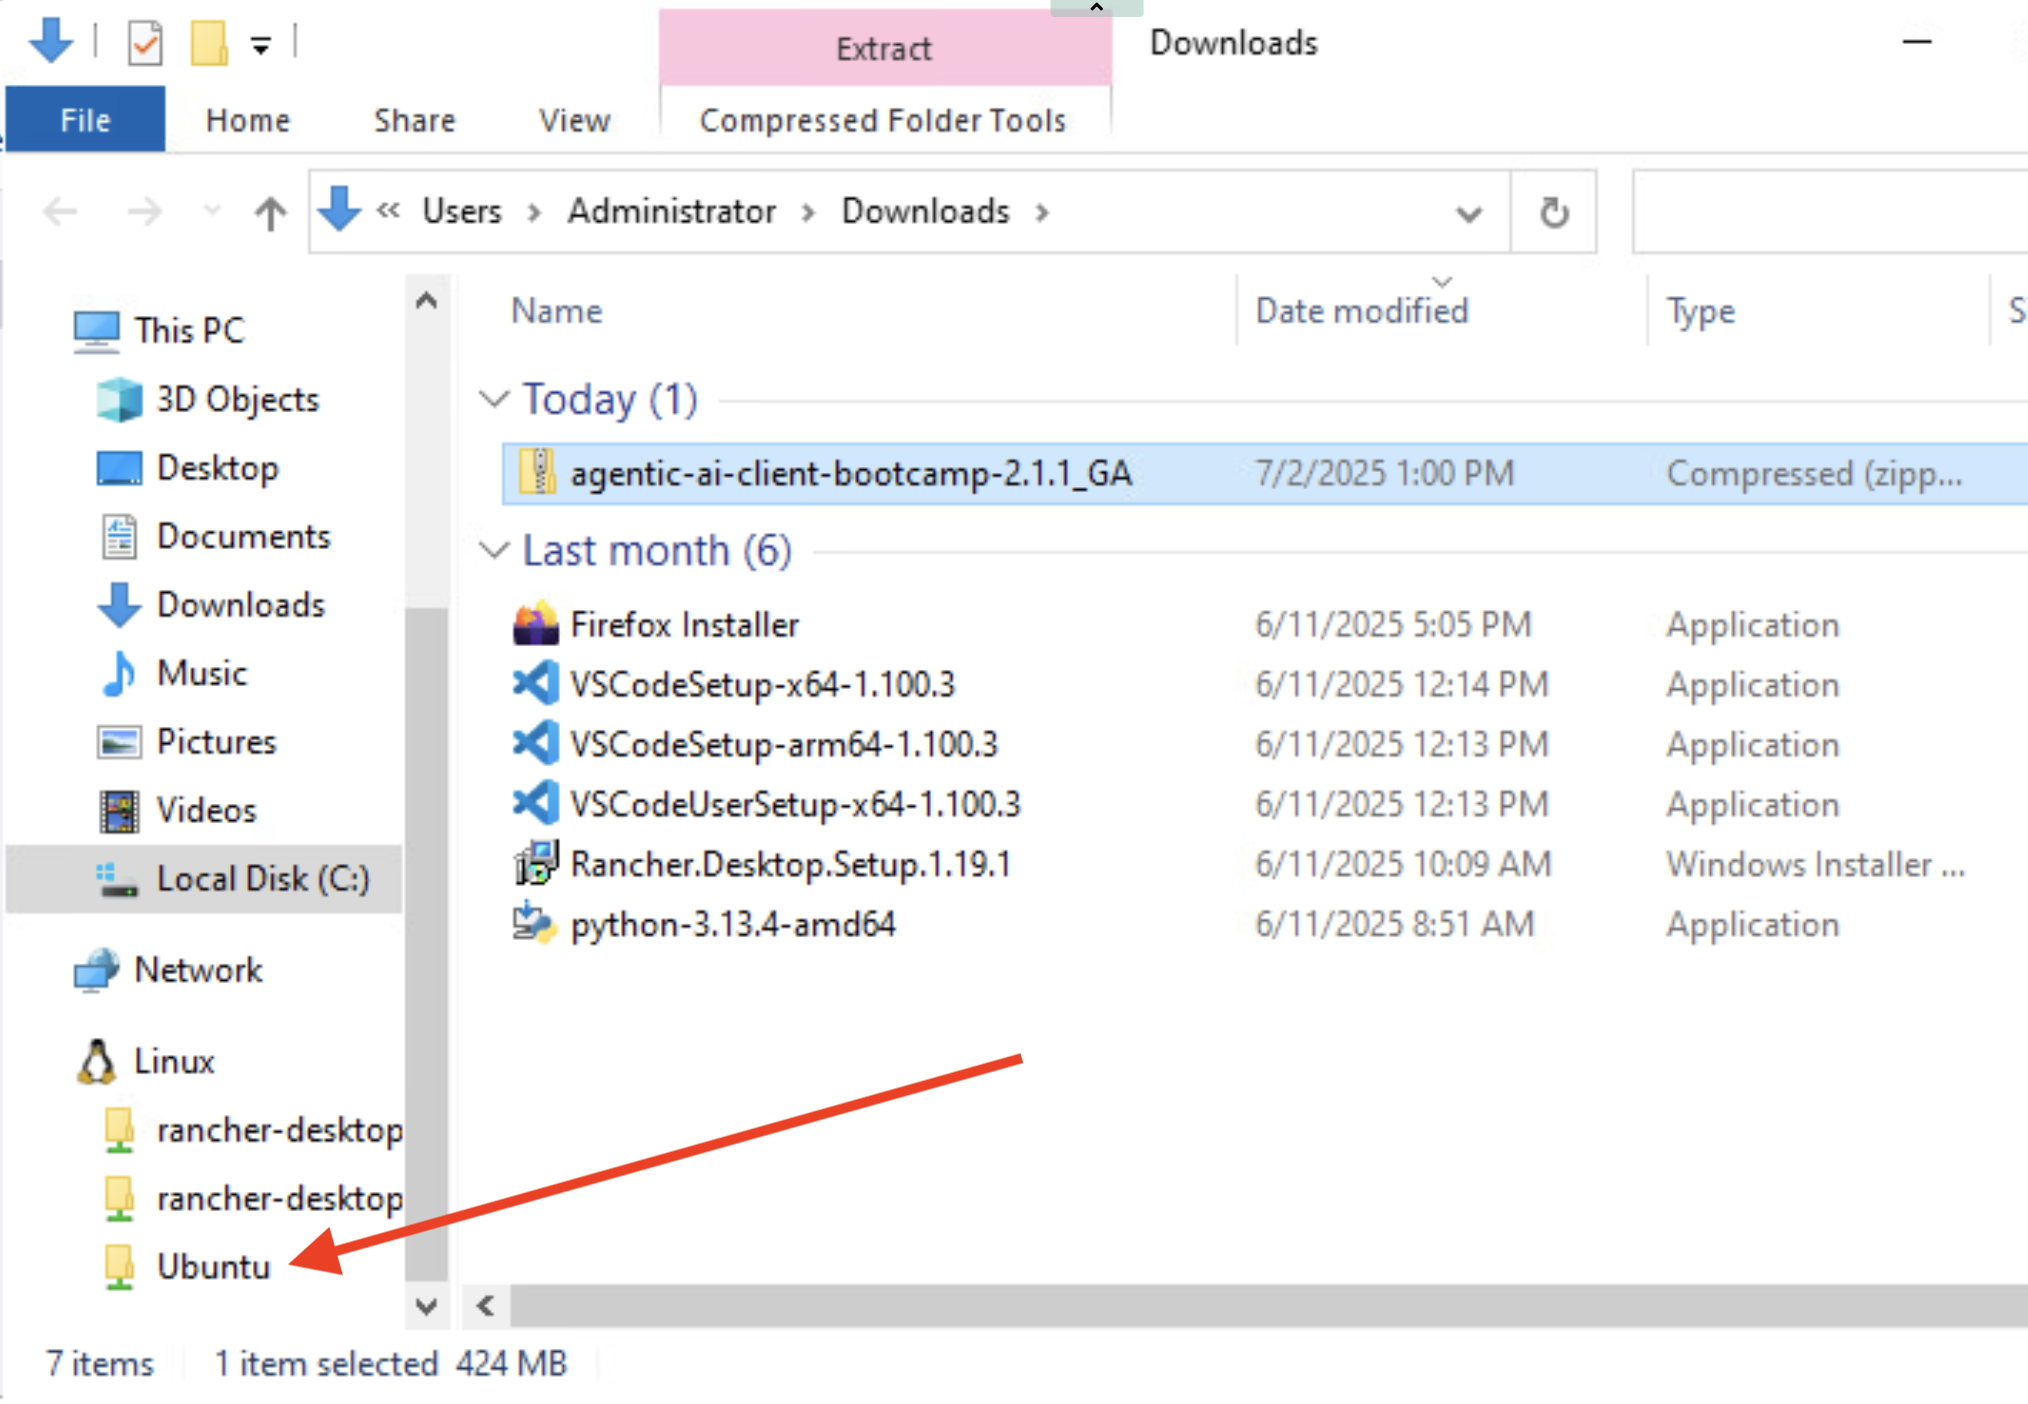 Extract
Downloads
File
Home
Share
View
Compressed Folder Tools
« Users › Administrator › Downloads ›
Name
Date modified
Type
This PC
3D Objects
Desktop
Documents
Downloads
Music
Pictures
Videos
Local Disk (C:)
Network
Linux
rancher-desktop
rancher-desktop
Ubuntu
Today (1)
agentic-ai-client-bootcamp-2.1.1_GA 7/2/2025 1:00 PM Compressed (zipp...
Last month (6)
Firefox Installer 6/11/2025 5:05 PM Application
VSCodeSetup-x64-1.100.3 6/11/2025 12:14 PM Application
VSCodeSetup-arm64-1.100.3 6/11/2025 12:13 PM Application
VSCodeUserSetup-x64-1.100.3 6/11/2025 12:13 PM Application
Rancher.Desktop.Setup.1.19.1 6/11/2025 10:09 AM Windows Installer ...
python-3.13.4-amd64 6/11/2025 8:51 AM Application
7 items
1 item selected 424 MB